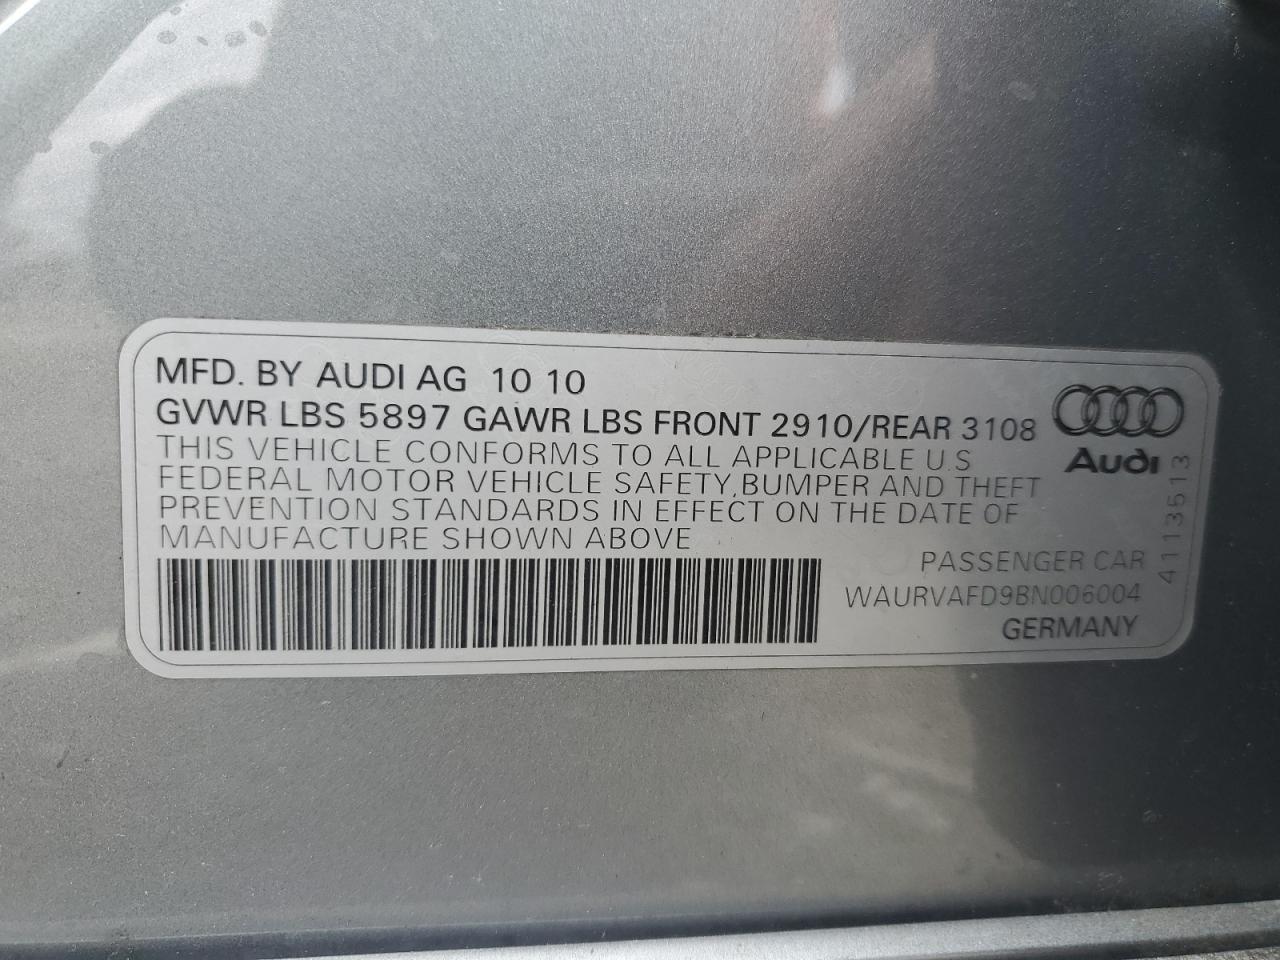 MFD. BY AUDI AG 10 10
GVWR LBS 5897 GAWR LBS FRONT 2910/REAR 3108
THIS VEHICLE CONFORMS TO ALL APPLICABLE U.S
FEDERAL MOTOR VEHICLE SAFETY,BUMPER AND THEFT
PREVENTION STANDARDS IN EFFECT ON THE DATE OF
MANUFACTURE SHOWN ABOVE
Audi
4113513
PASSENGER CAR
WAURVAFD9BN006004
GERMANY